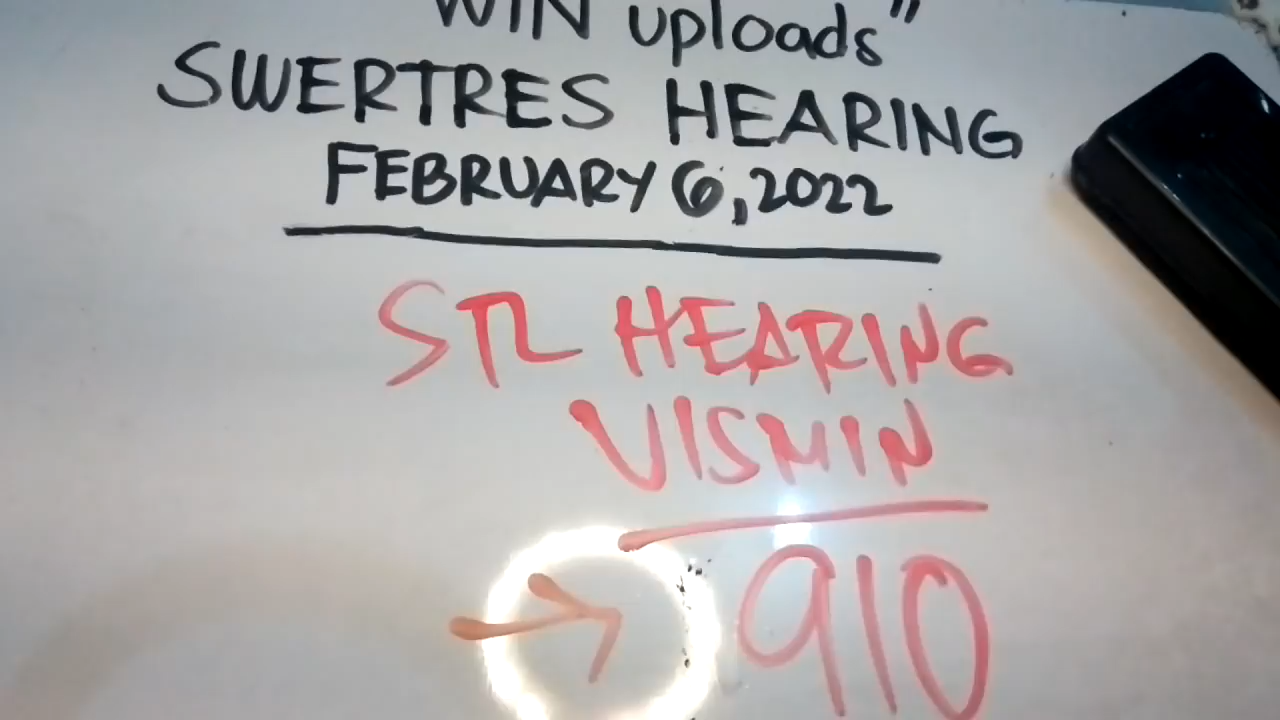 WIN uploads"
SWERTRES HEARING
FEBRUARY 6, 2022
STL HEARING
VISMIN
→ 910